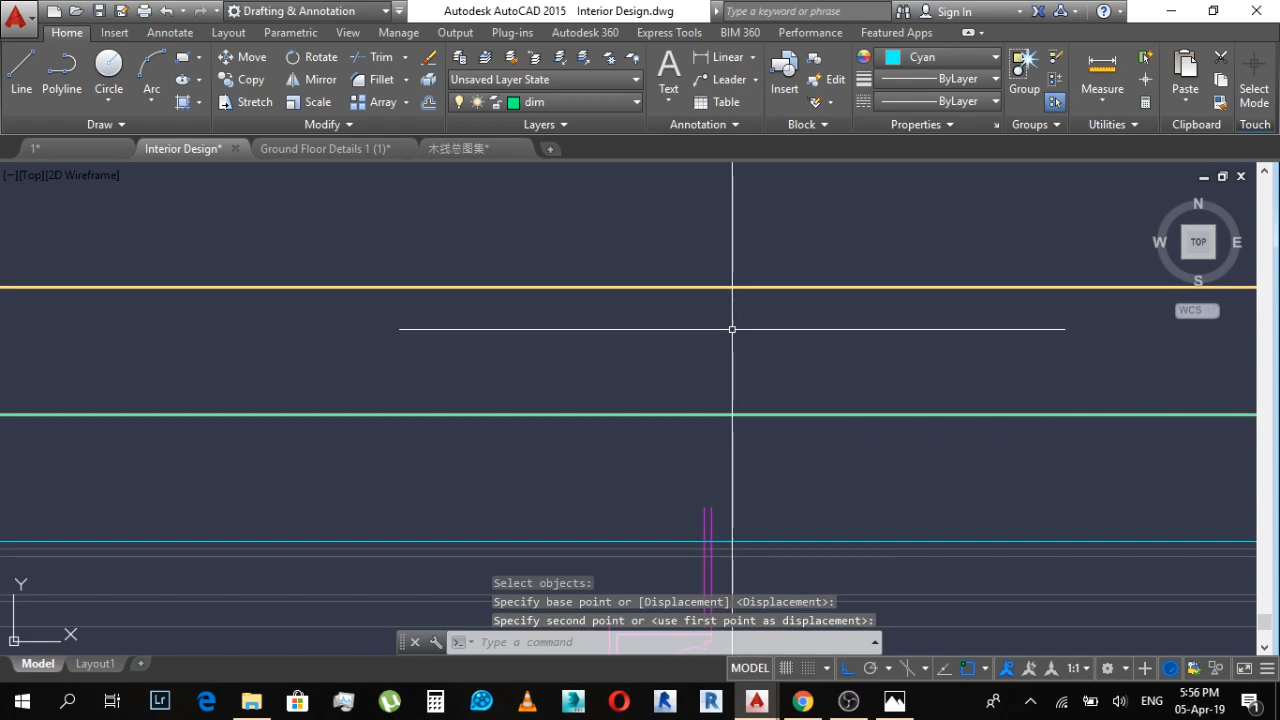 Drafting & Annotation
Autodesk AutoCAD 2015 Interior Design.dwg
Type a keyword or phrase
Sign In
Home Insert Annotate Layout Parametric View Manage Output Plug-ins Autodesk 360 Express Tools BIM 360 Performance Featured Apps
Line
Polyline
Circle
Arc
Draw
Move
Rotate
Trim
Copy
Mirror
Fillet
Stretch
Scale
Array
Modify
Unsaved Layer State
dim
Layers
Text
Linear
Leader
Table
Annotation
Insert
Edit
Block
Cyan
ByLayer
ByLayer
Properties
Group
Groups
Measure
Utilities
Paste
Clipboard
Select
Mode
Touch
1*
Interior Design*
Ground Floor Details 1 (1)*
木线总图集*
[−][Top][2D Wireframe]
N
W TOP E
S
WCS
Y
X
Select objects:
Specify base point or [Displacement] <Displacement>:
Specify second point or <use first point as displacement>:
Type a command
Model Layout1
MODEL
1:1
Lr
ENG
5:56 PM
05-Apr-19
1